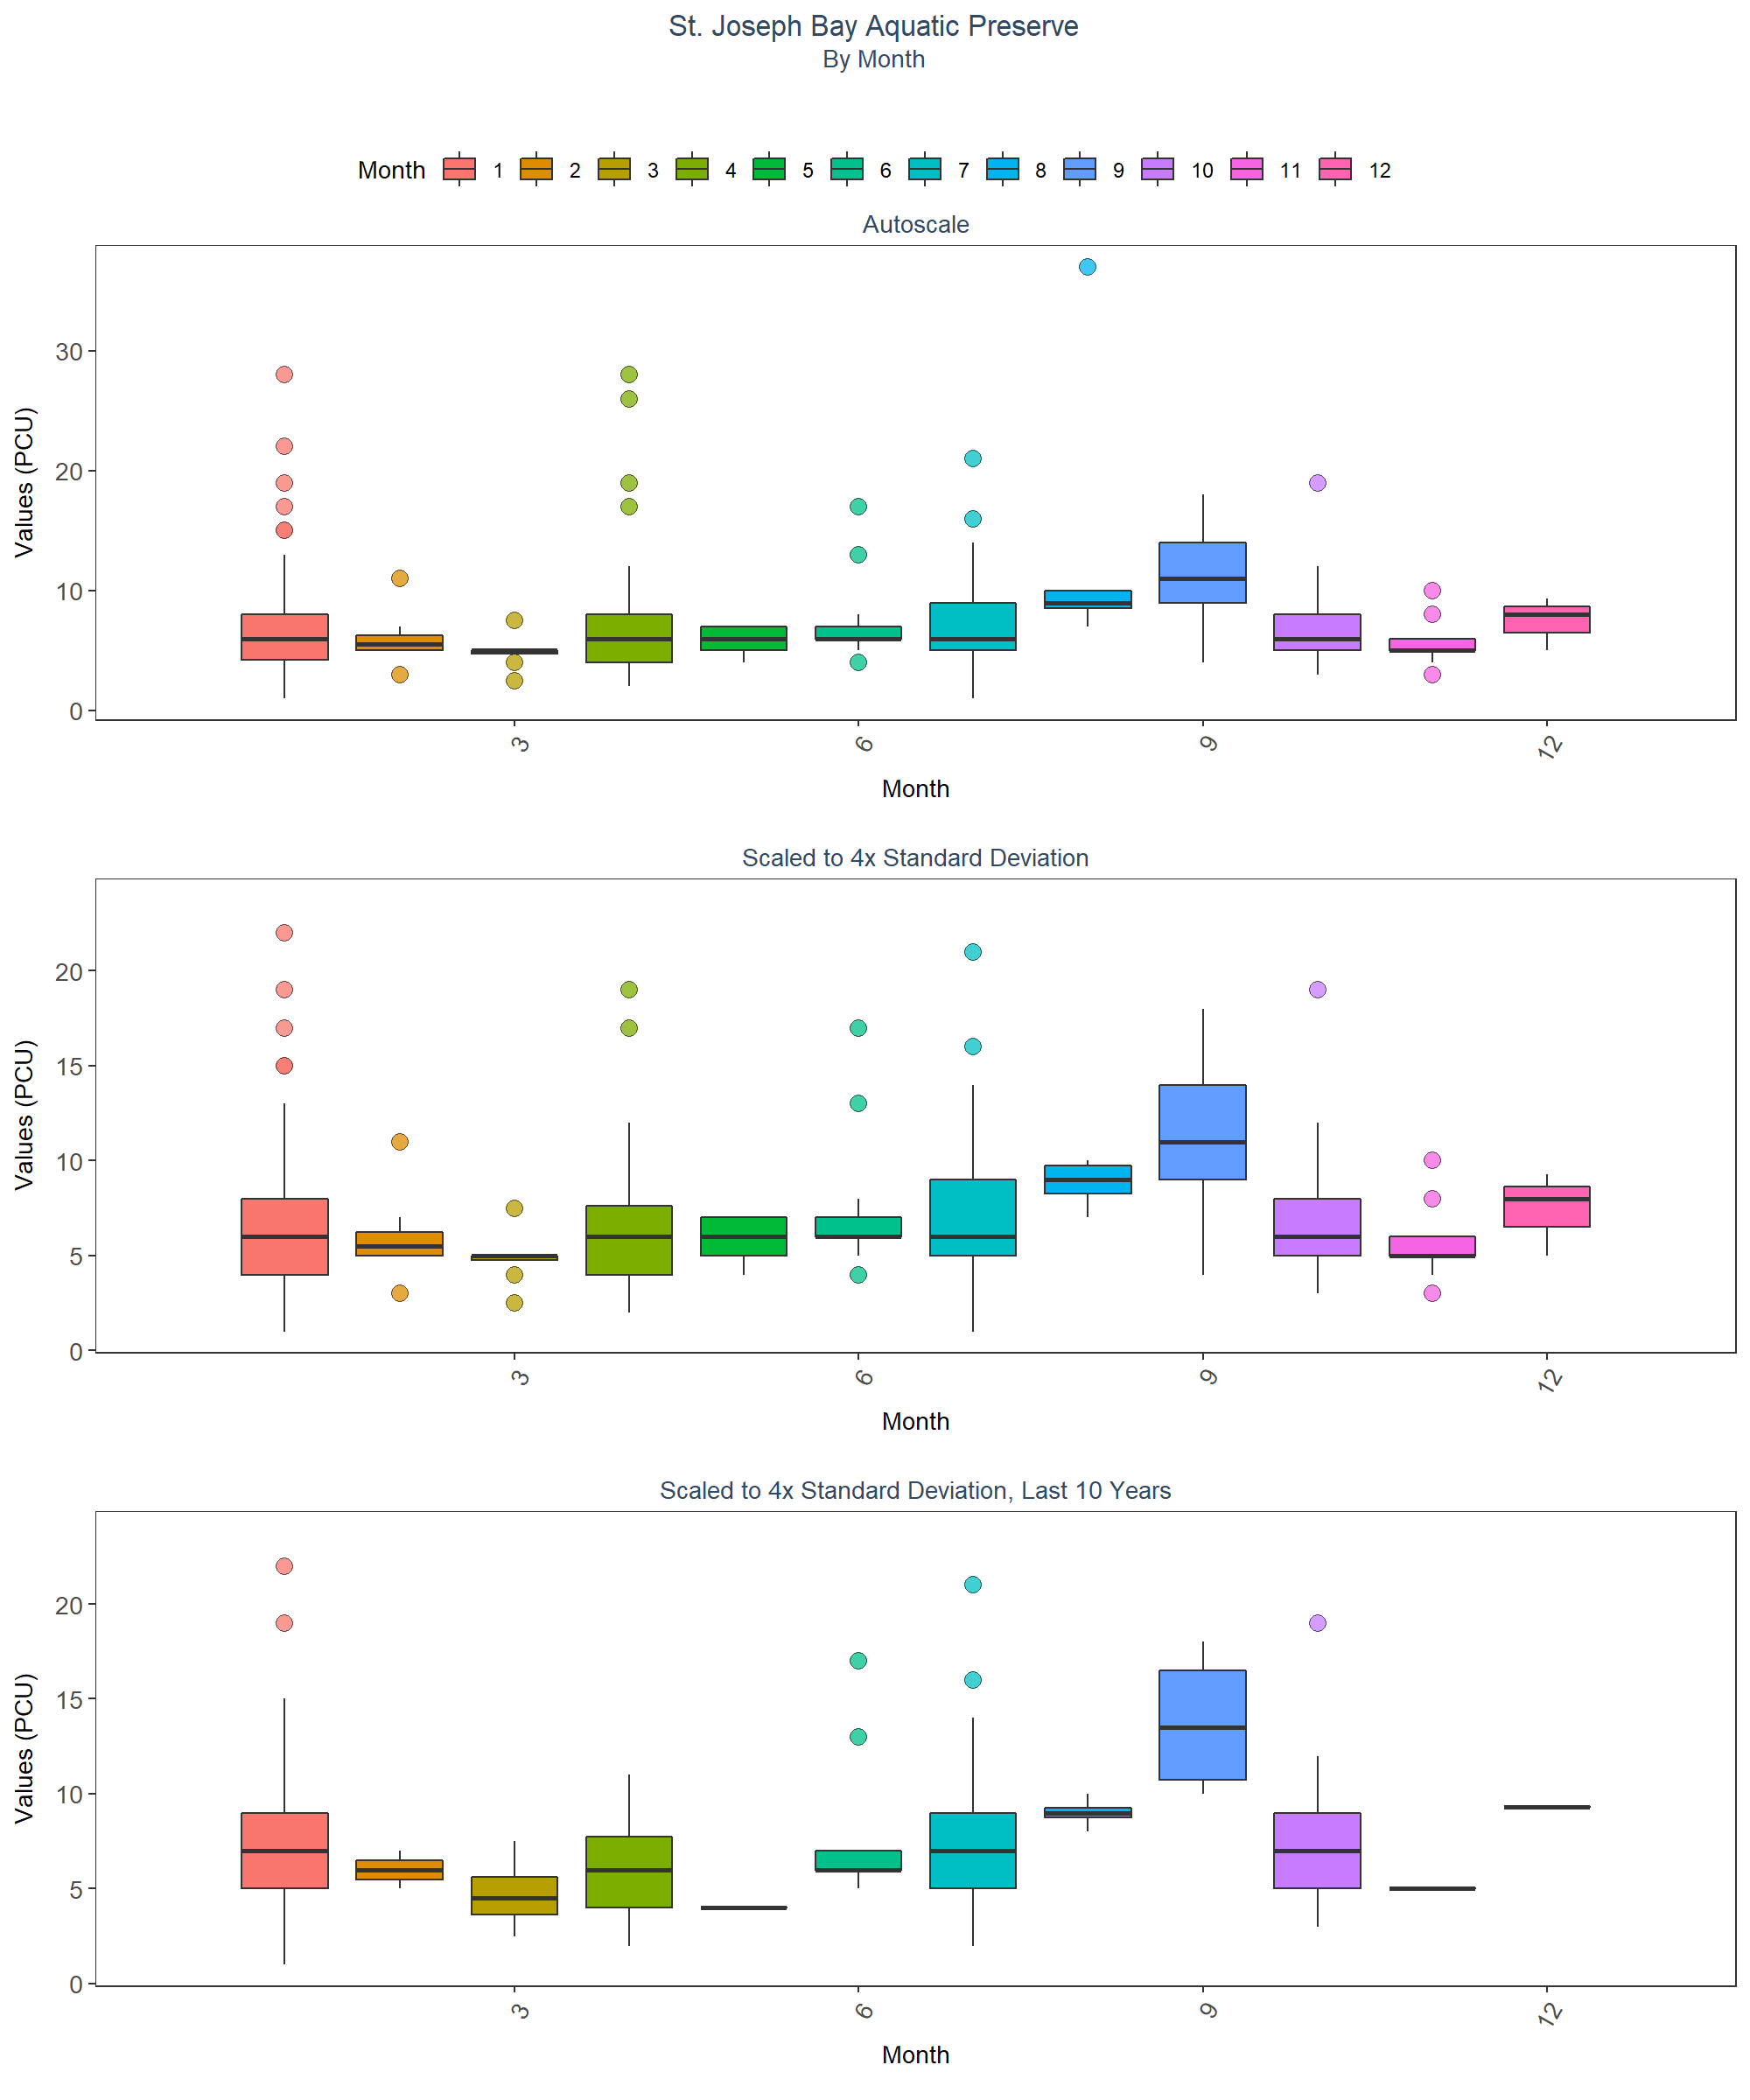 St. Joseph Bay Aquatic Preserve
By Month
Month 1 2 3 4 5 6 7 8 9 10 11 12
Autoscale
Values (PCU)
30
20
10
0
3 6 9 12
Month
Scaled to 4x Standard Deviation
Values (PCU)
20
15
10
5
0
3 6 9 12
Month
Scaled to 4x Standard Deviation, Last 10 Years
Values (PCU)
20
15
10
5
0
3 6 9 12
Month